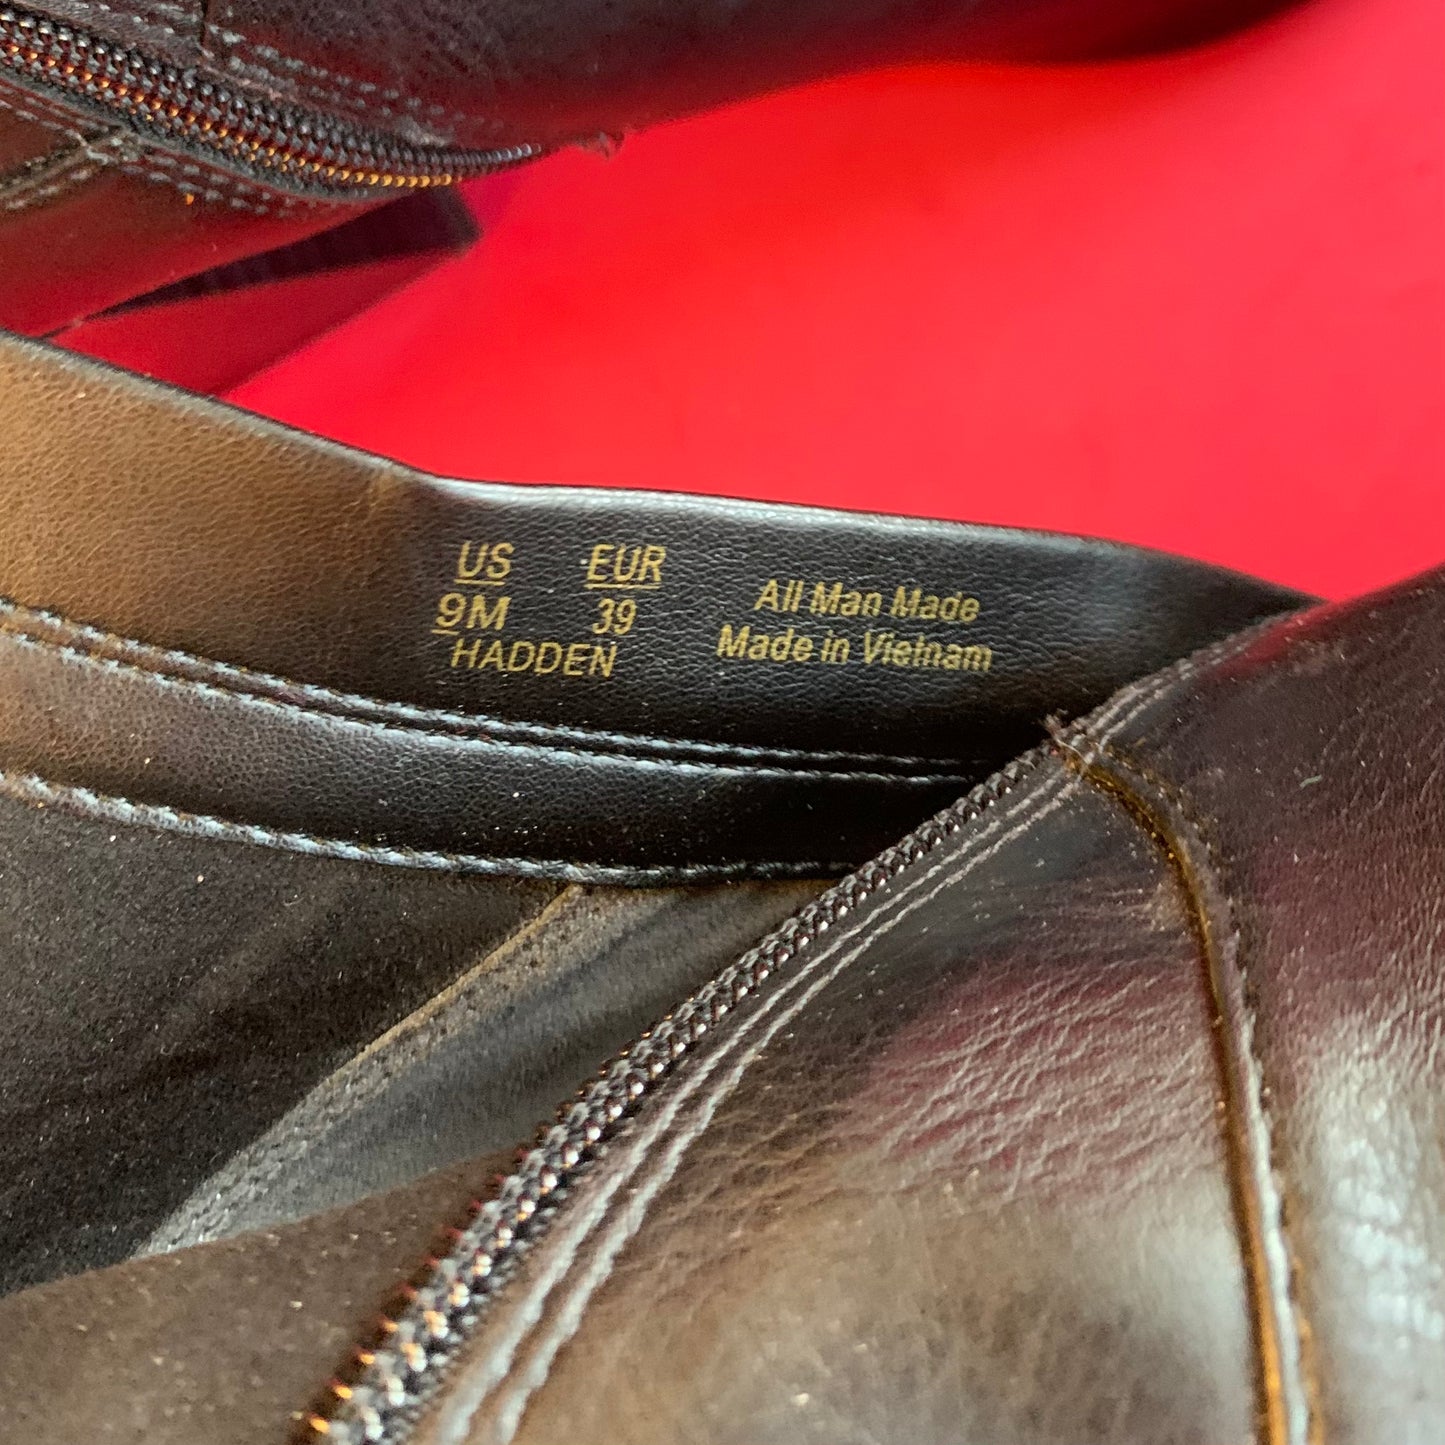 US EUR
9M 39
HADDEN
All Man Made
Made in Vietnam